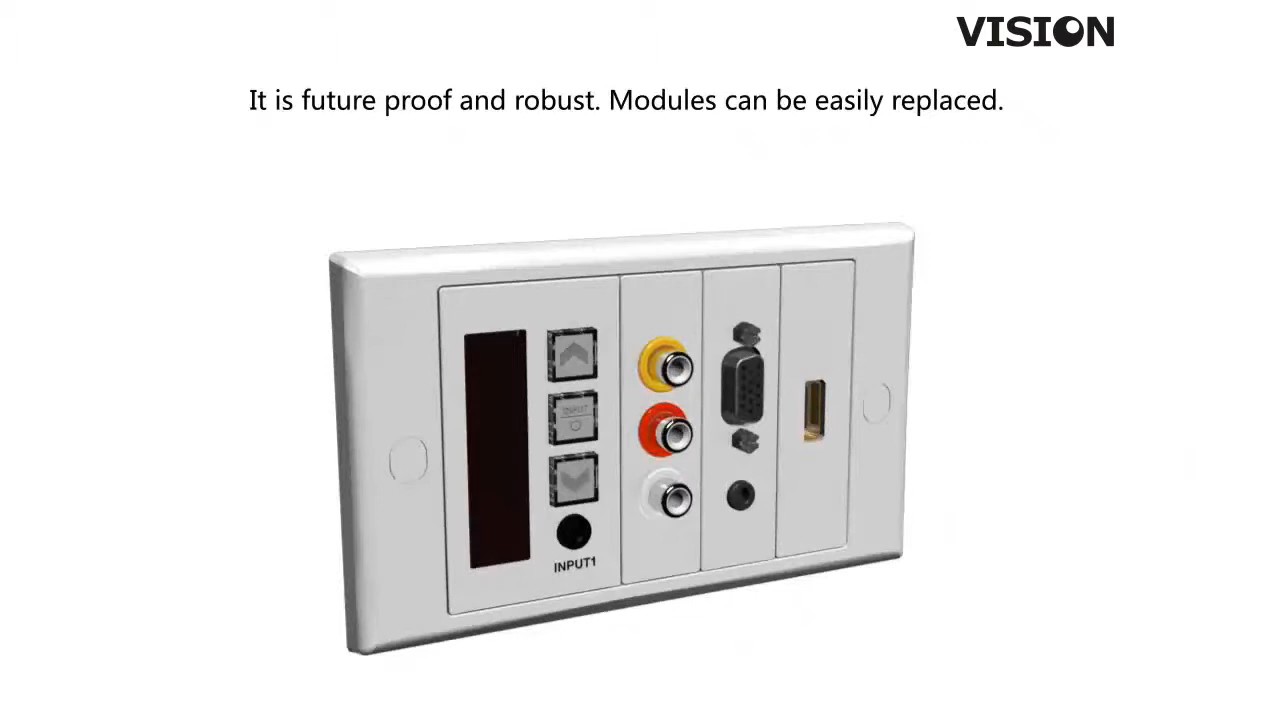 VISION
It is future proof and robust. Modules can be easily replaced.
INPUT
INPUT1